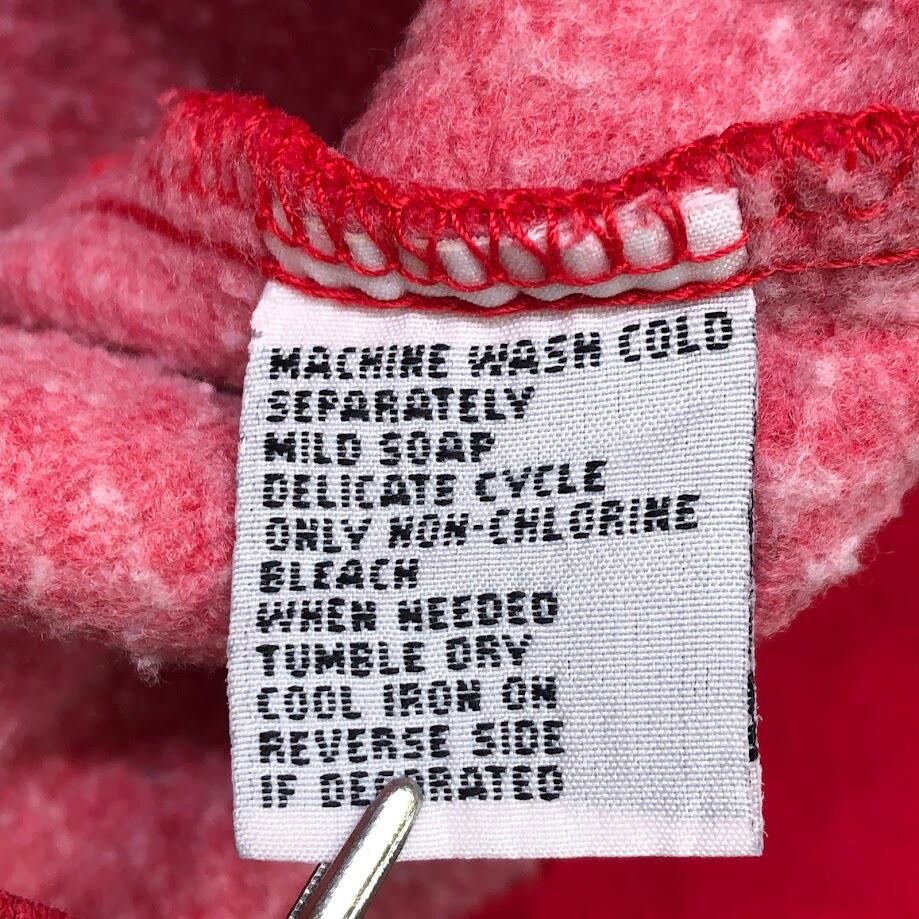 MACHINE WASH COLD
SEPARATELY
MILD SOAP
DELICATE CYCLE
ONLY NON-CHLORINE
BLEACH
WHEN NEEDED
TUMBLE DRY
COOL IRON ON
REVERSE SIDE
IF DECORATED